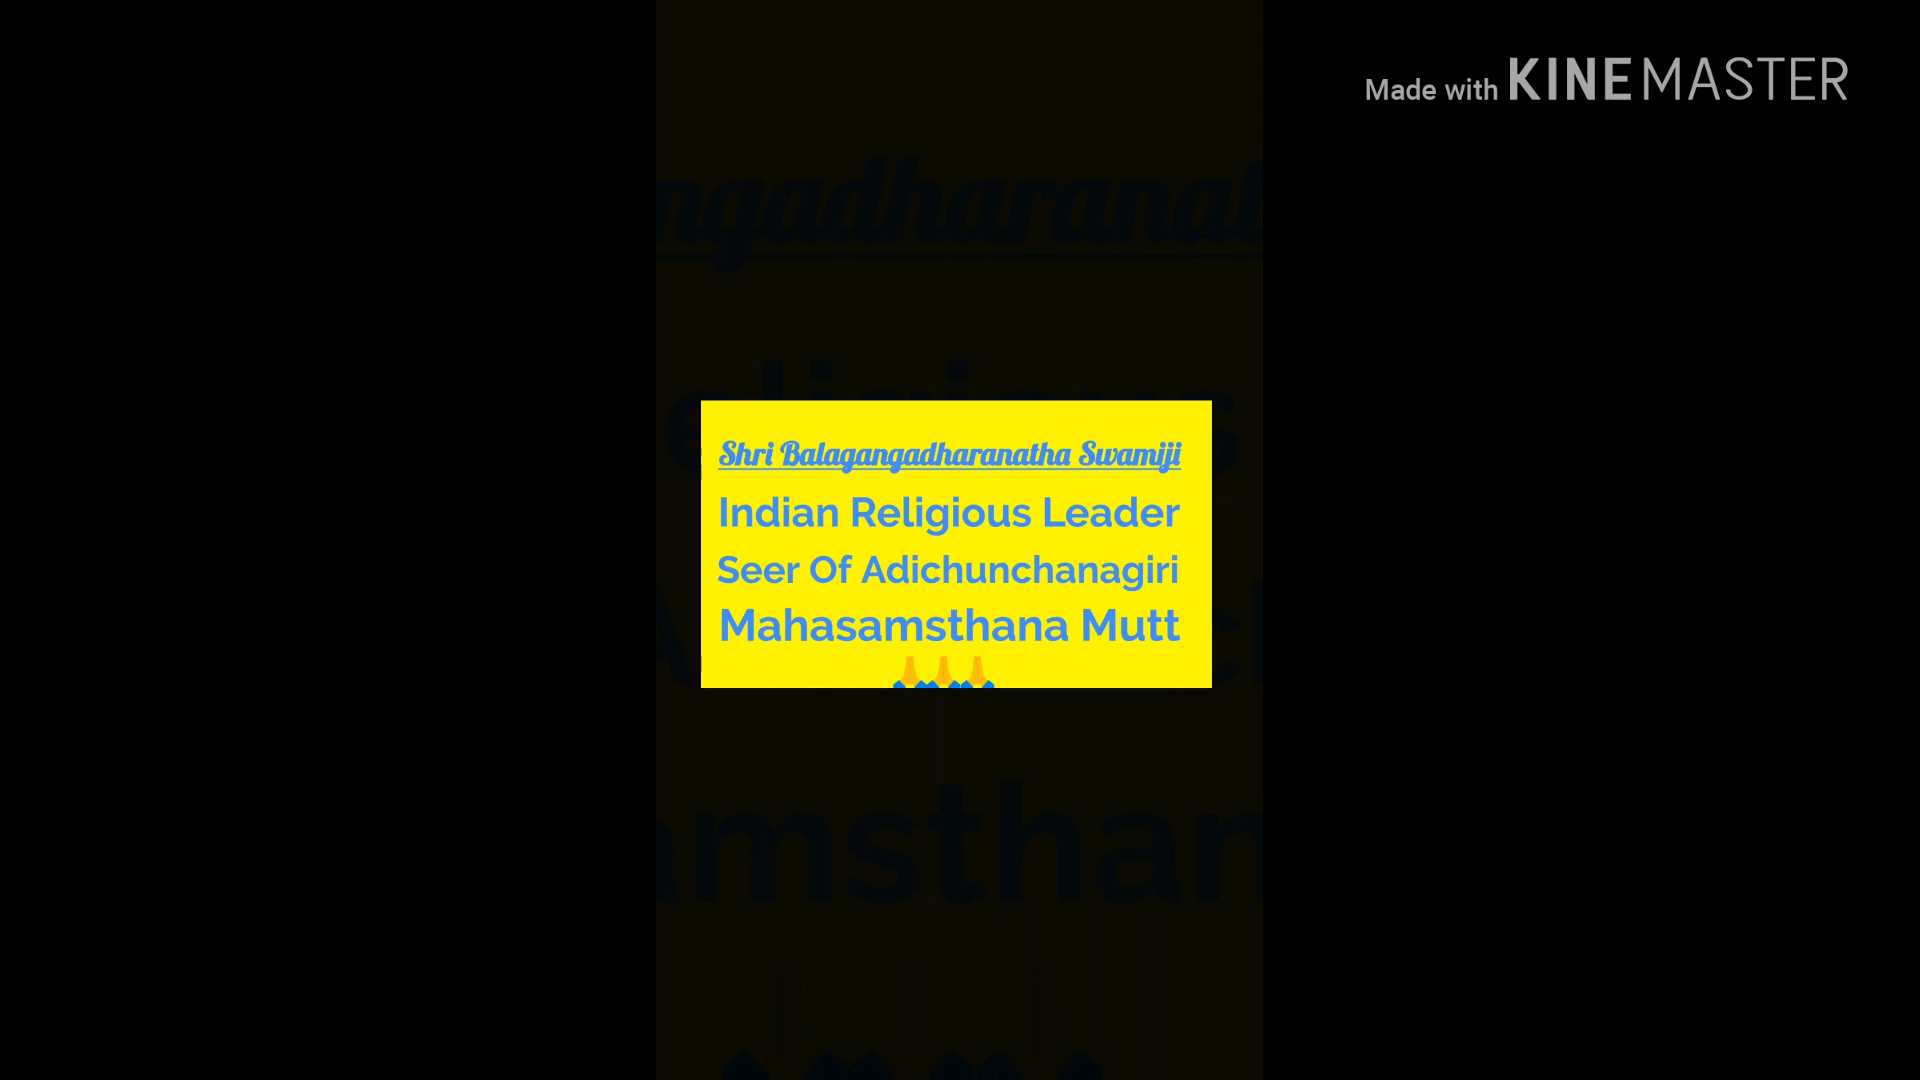 Made with KINEMASTER
Shri Balagangadharanatha Swamiji
Indian Religious Leader
Seer Of Adichunchanagiri
Mahasamsthana Mutt
🙏🙏🙏